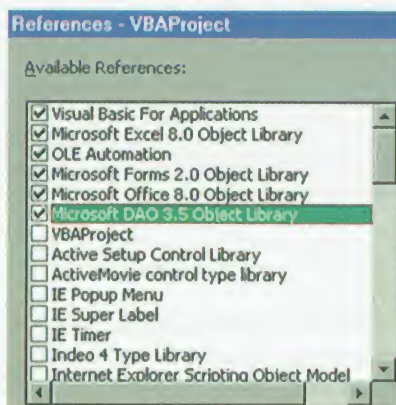 References - VBAProject
Available References:
Visual Basic For Applications
Microsoft Excel 8.0 Object Library
OLE Automation
Microsoft Forms 2.0 Object Library
Microsoft Office 8.0 Object Library
Microsoft DAO 3.5 Object Library
VBAProject
Active Setup Control Library
ActiveMovie control type library
IE Popup Menu
IE Super Label
IE Timer
Indeo 4 Type Library
Internet Explorer Scripting Object Model